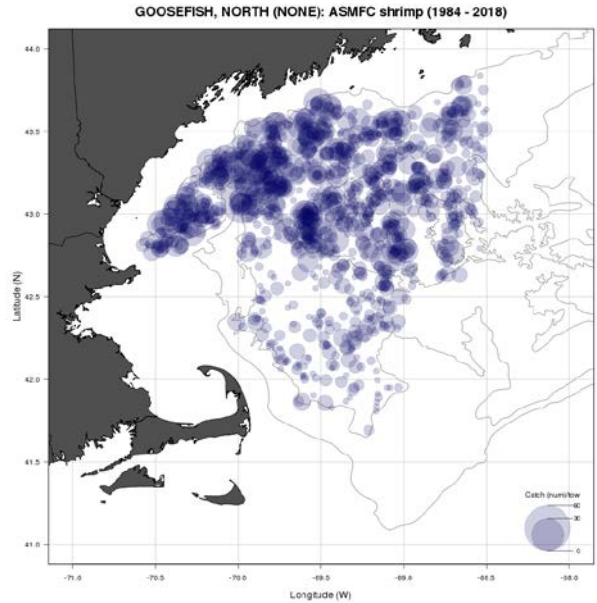 GOOSEFISH, NORTH (NONE): ASMFC shrimp (1984 - 2018)
44.0
43.5
43.0
42.5
42.0
41.5
41.0
Latitude (N)
Catch (num/tow
60
30
0
-71.0 -70.5 -70.0 -69.5 -69.0 -68.5 -68.0
Longitude (W)